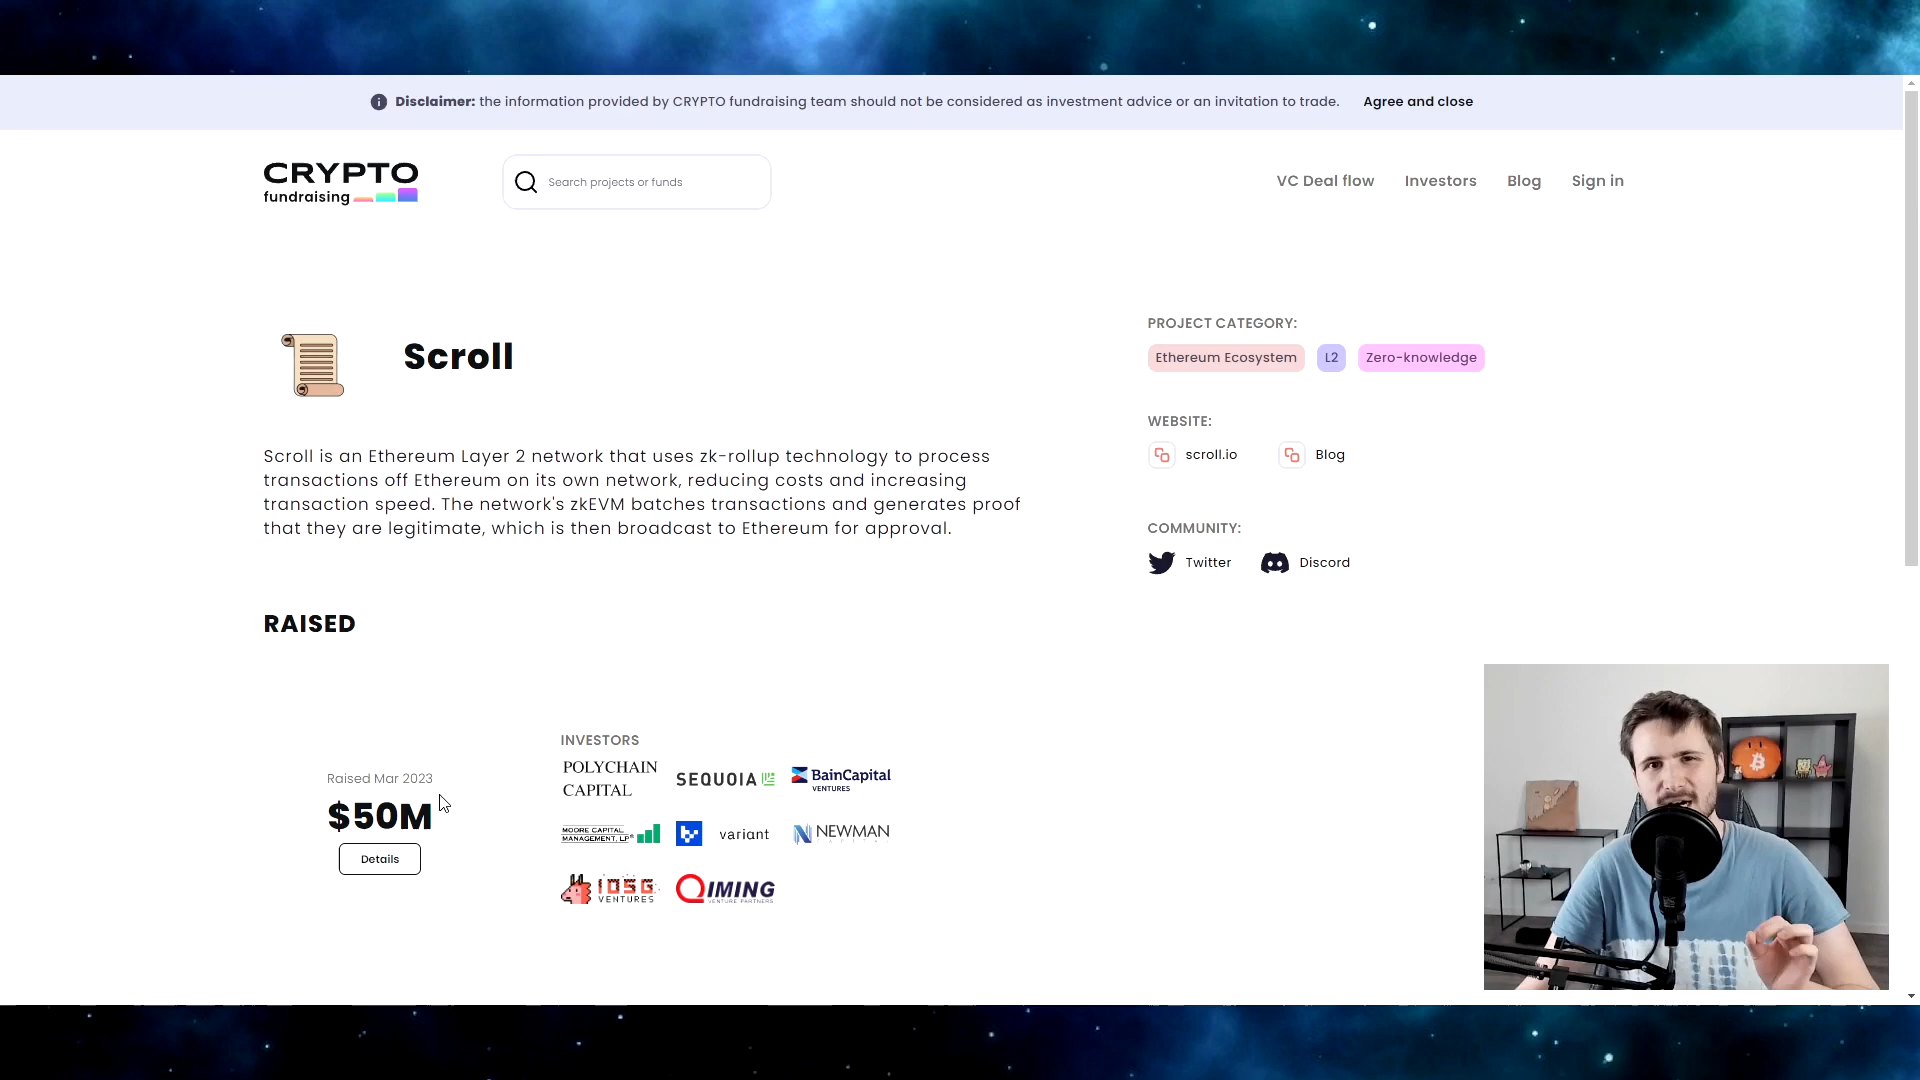 Disclaimer: the information provided by CRYPTO fundraising team should not be considered as investment advice or an invitation to trade. Agree and close
CRYPTO
fundraising
Search projects or funds
VC Deal flow Investors Blog Sign in
Scroll
Scroll is an Ethereum Layer 2 network that uses zk-rollup technology to process
transactions off Ethereum on its own network, reducing costs and increasing
transaction speed. The network's zkEVM batches transactions and generates proof
that they are legitimate, which is then broadcast to Ethereum for approval.
PROJECT CATEGORY:
Ethereum Ecosystem L2 Zero-knowledge
WEBSITE:
scroll.io Blog
COMMUNITY:
Twitter Discord
RAISED
Raised Mar 2023
$50M
Details
INVESTORS
POLYCHAIN
CAPITAL
SEQUOIA
BainCapital
VENTURES
MOORE CAPITAL
MANAGEMENT, LP
variant
NEWMAN
CAPITAL
IOSG
VENTURES
QIMING
VENTURE PARTNERS